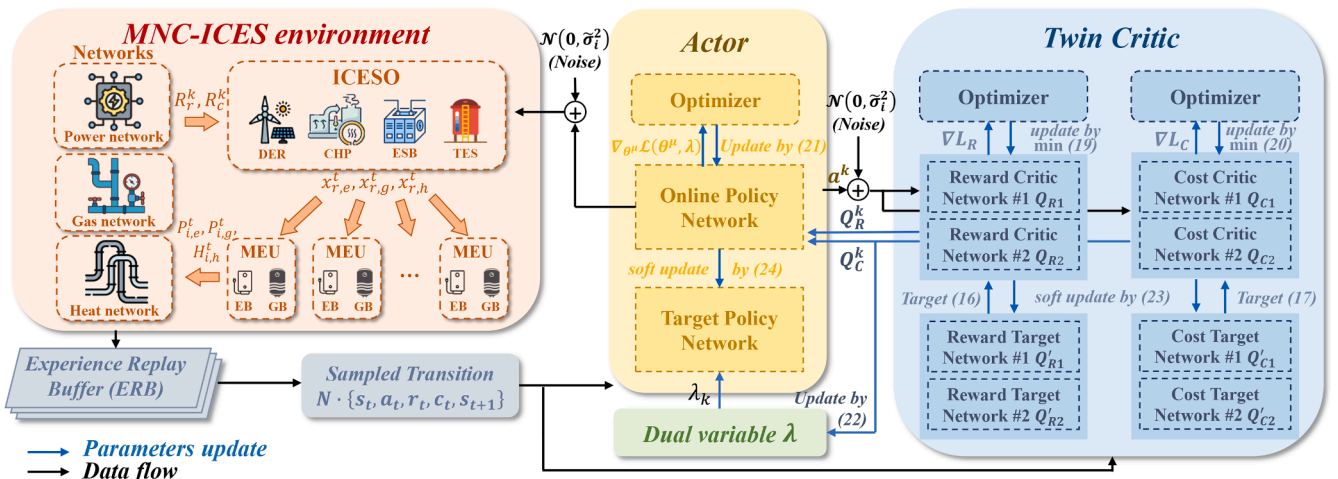 MNC-ICES environment
Networks
Power network
Gas network
Heat network
R_r^k, R_c^k
ICESO
DER
CHP
ESB
TES
x_{r,e}^t, x_{r,g}^t, x_{r,h}^t
P_{i,e}^t, P_{i,g}^t,
H_{i,h}^t
MEU
EB
GB
MEU
EB
GB
...
MEU
EB
GB
𝒩(0, σ̃_i^2)
(Noise)
Actor
Optimizer
∇_{θ^μ}ℒ(θ^μ, λ)
Update by (21)
Online Policy
Network
soft update
by (24)
Target Policy
Network
λ_k
Dual variable λ
Update by
(22)
𝒩(0, σ̃_i^2)
(Noise)
a^k
Q_R^k
Q_C^k
Twin Critic
Optimizer
∇L_R
update by
min (19)
Reward Critic
Network #1 Q_{R1}
Reward Critic
Network #2 Q_{R2}
Target (16)
soft update by (23)
Reward Target
Network #1 Q'_{R1}
Reward Target
Network #2 Q'_{R2}
Optimizer
∇L_C
update by
min (20)
Cost Critic
Network #1 Q_{C1}
Cost Critic
Network #2 Q_{C2}
Target (17)
Cost Target
Network #1 Q'_{C1}
Cost Target
Network #2 Q'_{C2}
Experience Replay
Buffer (ERB)
Sampled Transition
N · {s_t, a_t, r_t, c_t, s_{t+1}}
Parameters update
Data flow